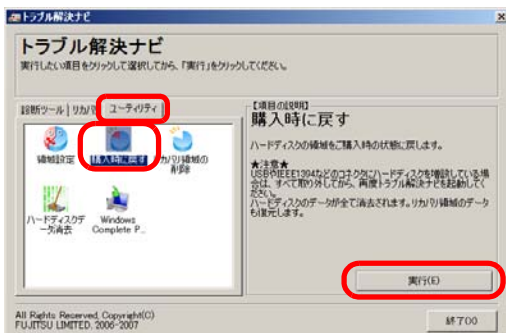 トラブル解決ナビ
トラブル解決ナビ
実行したい項目をクリックして選択してから、「実行」をクリックしてください。
診断ツール
リカバリ
ユーティリティ
【項目の説明】
購入時に戻す
領域設定
購入時に戻す
リカバリ領域の
削除
ハードディスクデ
ータ消去
Windows
Complete P...
ハードディスクの領域をご購入時の状態に戻します。
★注意★
USBやIEEE1394などのコネクタにハードディスクを増設している場
合は、すべて取り外してから、再度トラブル解決ナビを起動してく
ださい。
ハードディスクのデータが全て消去されます。リカバリ領域のデータ
も復元します。
実行(E)
All Rights Reserved, Copyright(C)
FUJITSU LIMITED. 2006-2007
終了(X)